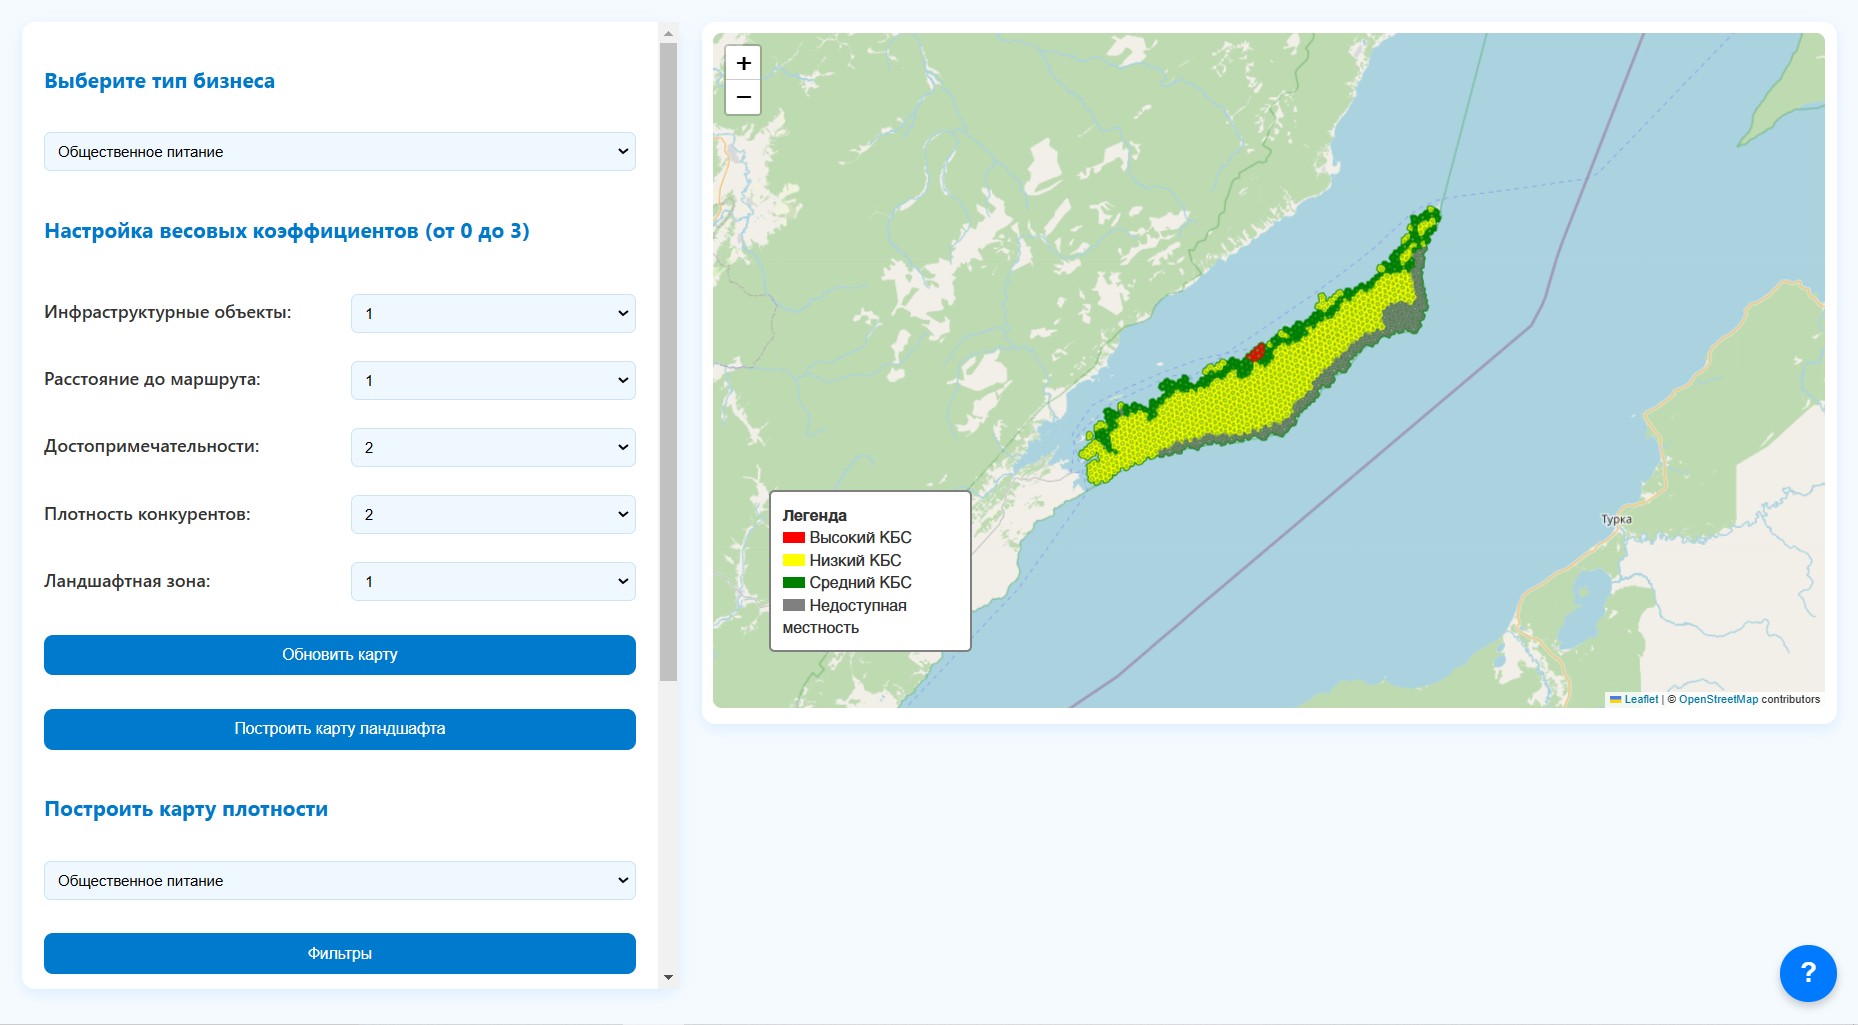 Выберите тип бизнеса
Общественное питание
Настройка весовых коэффициентов (от 0 до 3)
Инфраструктурные объекты:
1
Расстояние до маршрута:
1
Достопримечательности:
2
Плотность конкурентов:
2
Ландшафтная зона:
1
Обновить карту
Построить карту ландшафта
Построить карту плотности
Общественное питание
Фильтры
+
−
Легенда
Высокий КБС
Низкий КБС
Средний КБС
Недоступная
местность
Турка
Leaflet | © OpenStreetMap contributors
?